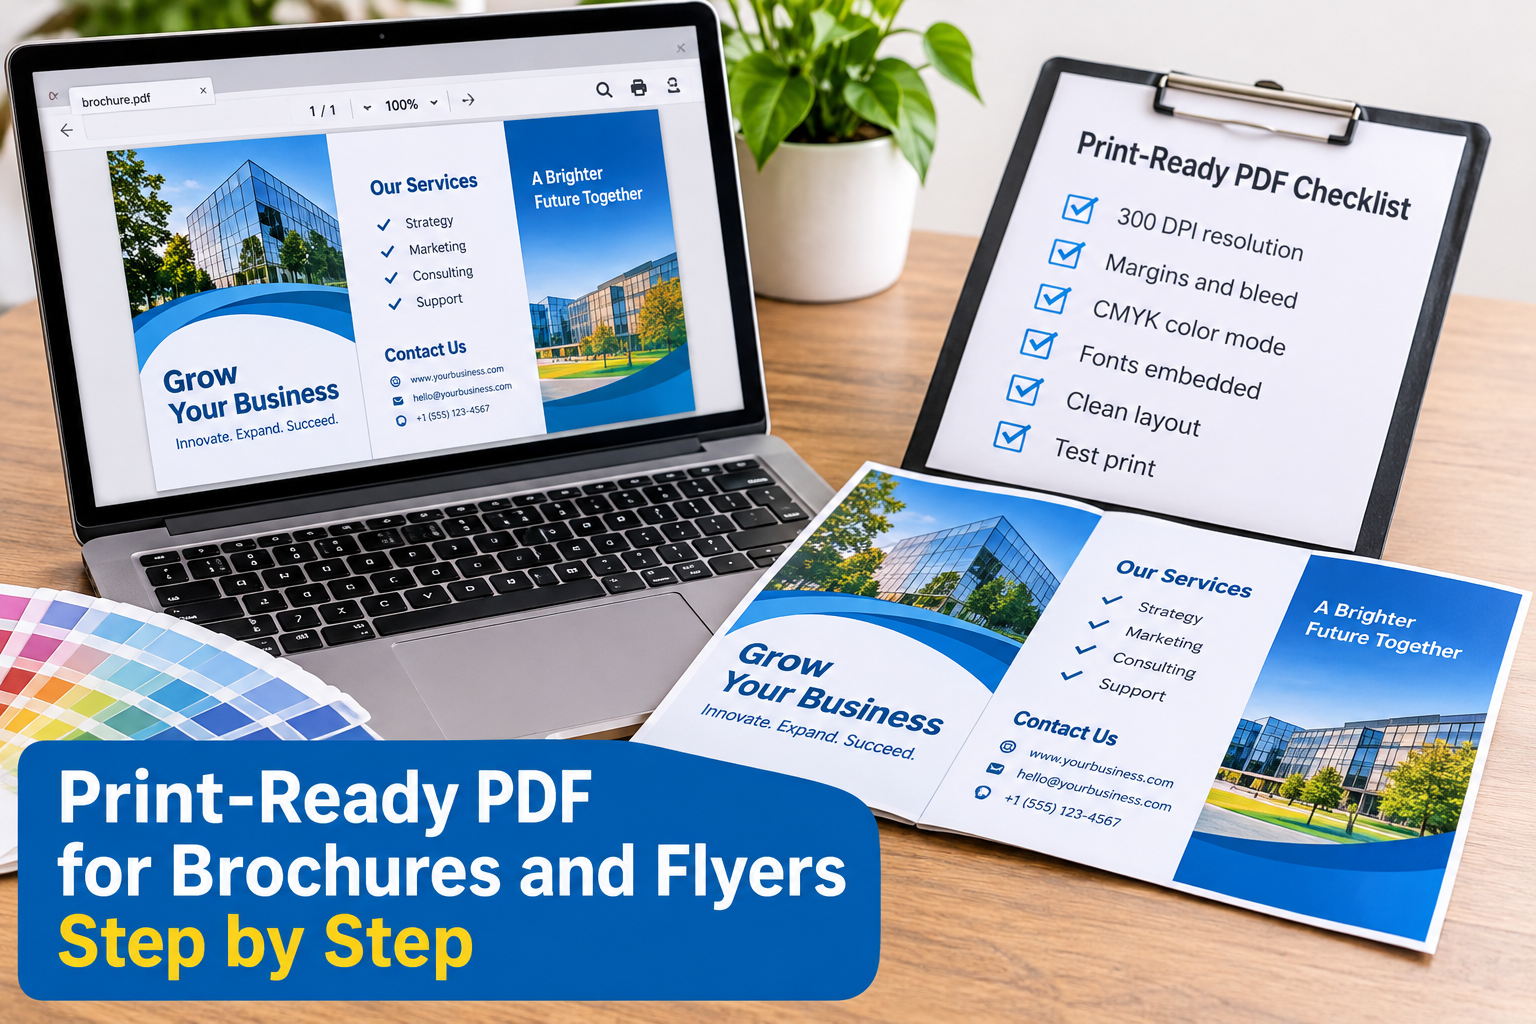 brochure.pdf
×
×
1 / 1
100%
Grow
Your Business
Innovate. Expand. Succeed.
Our Services
Strategy
Marketing
Consulting
Support
Contact Us
www.yourbusiness.com
hello@yourbusiness.com
+1 (555) 123-4567
A Brighter
Future Together
Print-Ready PDF Checklist
300 DPI resolution
Margins and bleed
CMYK color mode
Fonts embedded
Clean layout
Test print
Grow
Your Business
Innovate. Expand. Succeed.
Our Services
Strategy
Marketing
Consulting
Support
Contact Us
www.yourbusiness.com
hello@yourbusiness.com
+1 (555) 123-4567
A Brighter
Future Together
Print-Ready PDF
for Brochures and Flyers
Step by Step